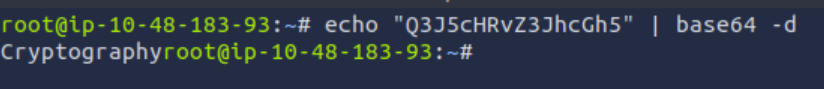 root@ip-10-48-183-93:~# echo "Q3J5cHRvZ3JhcGh5" | base64 -d
Cryptographyroot@ip-10-48-183-93:~#